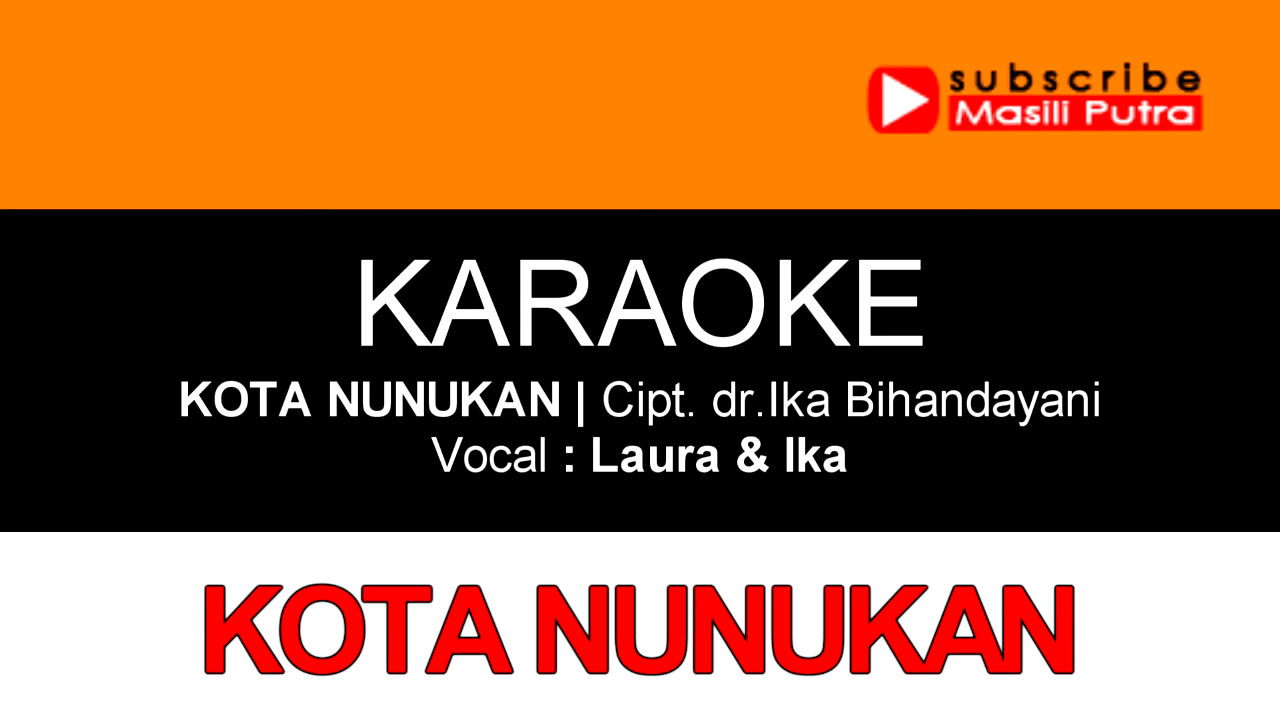 subscribe
Masili Putra
KARAOKE
KOTA NUNUKAN | Cipt. dr.Ika Bihandayani
Vocal : Laura & Ika
KOTA NUNUKAN